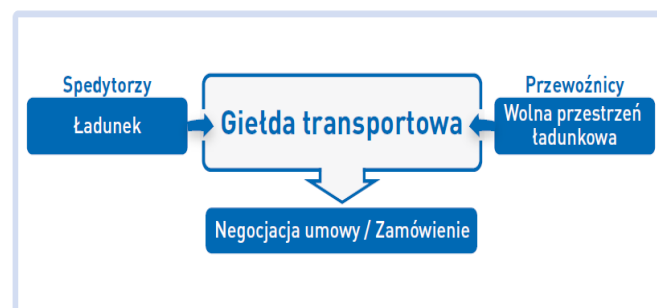 Spedytorzy
Ładunek
Giełda transportowa
Przewoźnicy
Wolna przestrzeń
ładunkowa
Negocjacja umowy / Zamówienie